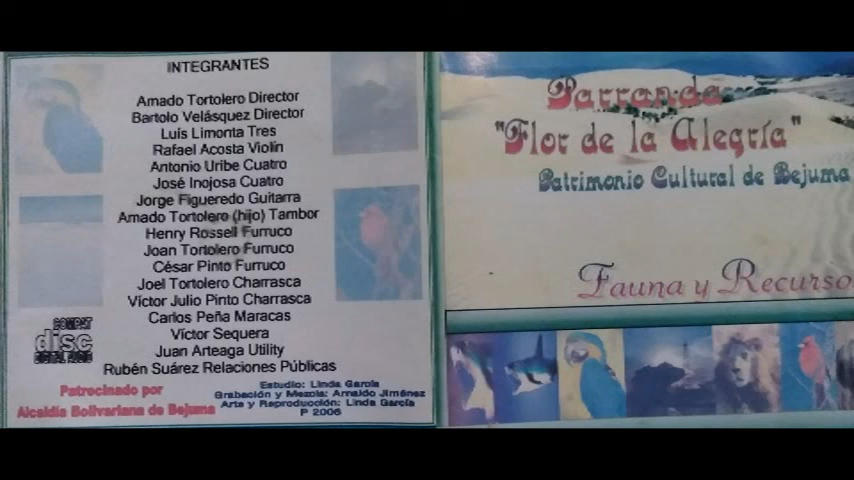 INTEGRANTES
Amado Tortolero Director
Bartolo Velásquez Director
Luis Limonta Tres
Rafael Acosta Violín
Antonio Uribe Cuatro
José Inojosa Cuatro
Jorge Figueredo Guitarra
Amado Tortolero (hijo) Tambor
Henry Rossell Furruco
Joan Tortolero Furruco
César Pinto Furruco
Joel Tortolero Charrasca
Víctor Julio Pinto Charrasca
Carlos Peña Maracas
Víctor Sequera
Juan Arteaga Utility
Rubén Suárez Relaciones Públicas
COMPACT
disc
DIGITAL AUDIO
Patrocinado por
Alcaldía Bolivariana de Bejuma
Estudio: Linda García
Grabación y Mezcla: Arnaldo Jiménez
Arte y Reproducción: Linda García
P 2006
Parranda
"Flor de la Alegría"
Patrimonio Cultural de Bejuma
Fauna y Recurso